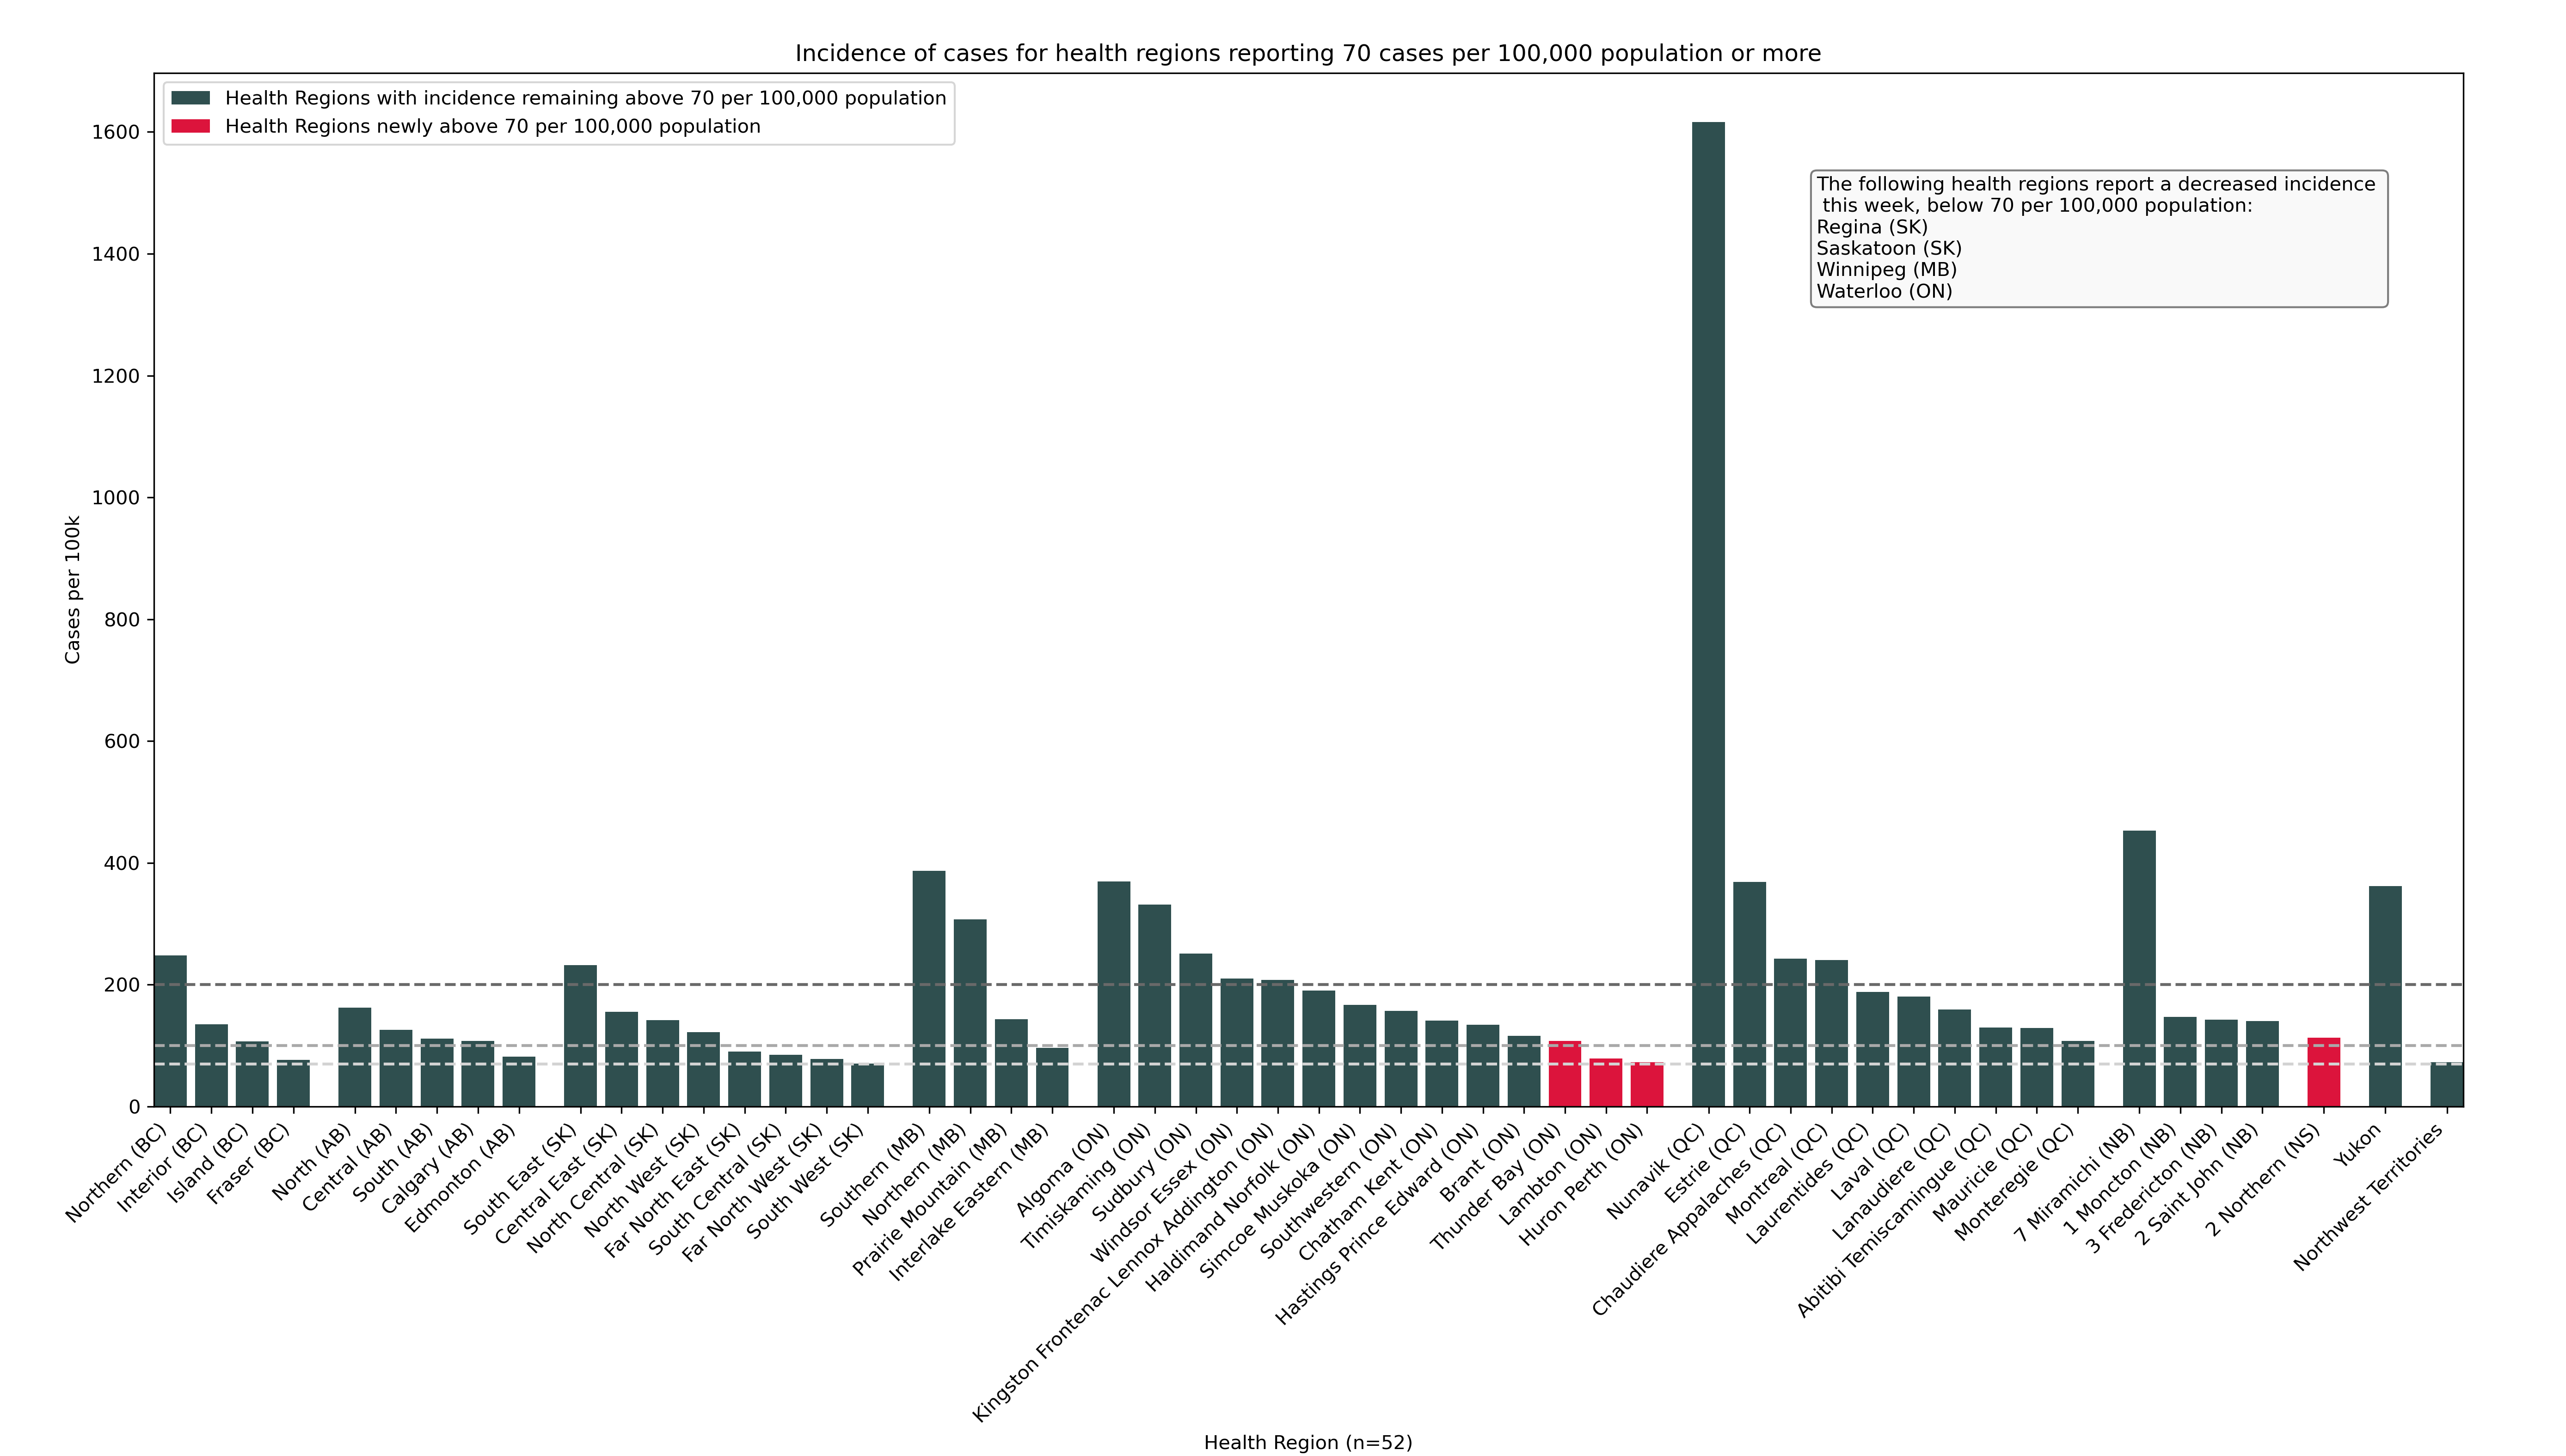 Incidence of cases for health regions reporting 70 cases per 100,000 population or more
Health Regions with incidence remaining above 70 per 100,000 population
Health Regions newly above 70 per 100,000 population
The following health regions report a decreased incidence
this week, below 70 per 100,000 population:
Regina (SK)
Saskatoon (SK)
Winnipeg (MB)
Waterloo (ON)
Cases per 100k
1600
1400
1200
1000
800
600
400
200
0
Northern (BC)
Interior (BC)
Island (BC)
Fraser (BC)
North (AB)
Central (AB)
South (AB)
Calgary (AB)
Edmonton (AB)
South East (SK)
Central East (SK)
North Central (SK)
North West (SK)
Far North East (SK)
South Central (SK)
Far North West (SK)
South West (SK)
Southern (MB)
Northern (MB)
Prairie Mountain (MB)
Interlake Eastern (MB)
Algoma (ON)
Timiskaming (ON)
Sudbury (ON)
Windsor Essex (ON)
Kingston Frontenac Lennox Addington (ON)
Haldimand Norfolk (ON)
Simcoe Muskoka (ON)
Southwestern (ON)
Chatham Kent (ON)
Hastings Prince Edward (ON)
Brant (ON)
Thunder Bay (ON)
Lambton (ON)
Huron Perth (ON)
Nunavik (QC)
Estrie (QC)
Chaudiere Appalaches (QC)
Montreal (QC)
Laurentides (QC)
Laval (QC)
Lanaudiere (QC)
Abitibi Temiscamingue (QC)
Mauricie (QC)
Monteregie (QC)
7 Miramichi (NB)
1 Moncton (NB)
3 Fredericton (NB)
2 Saint John (NB)
2 Northern (NS)
Yukon
Northwest Territories
Health Region (n=52)